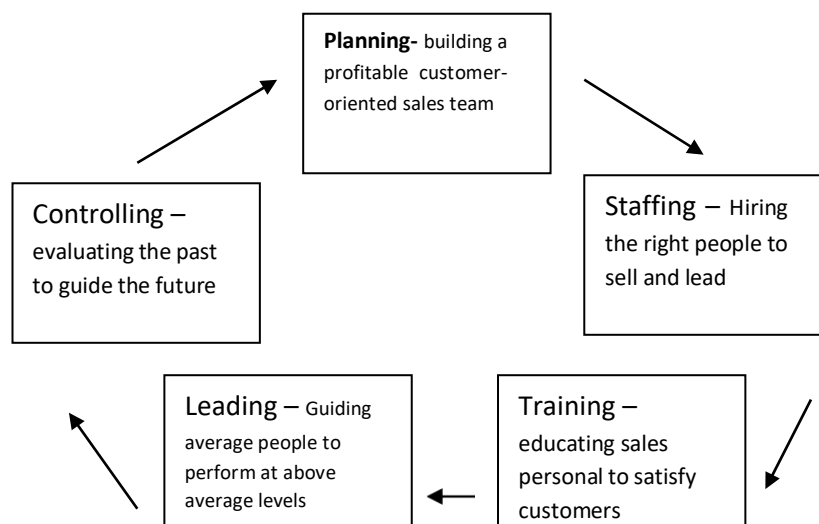 Planning- building a
profitable  customer-
oriented sales team
Controlling –
evaluating the past
to guide the future
Staffing – Hiring
the right people to
sell and lead
Leading – Guiding
average people to
perform at above
average levels
Training –
educating sales
personal to satisfy
customers